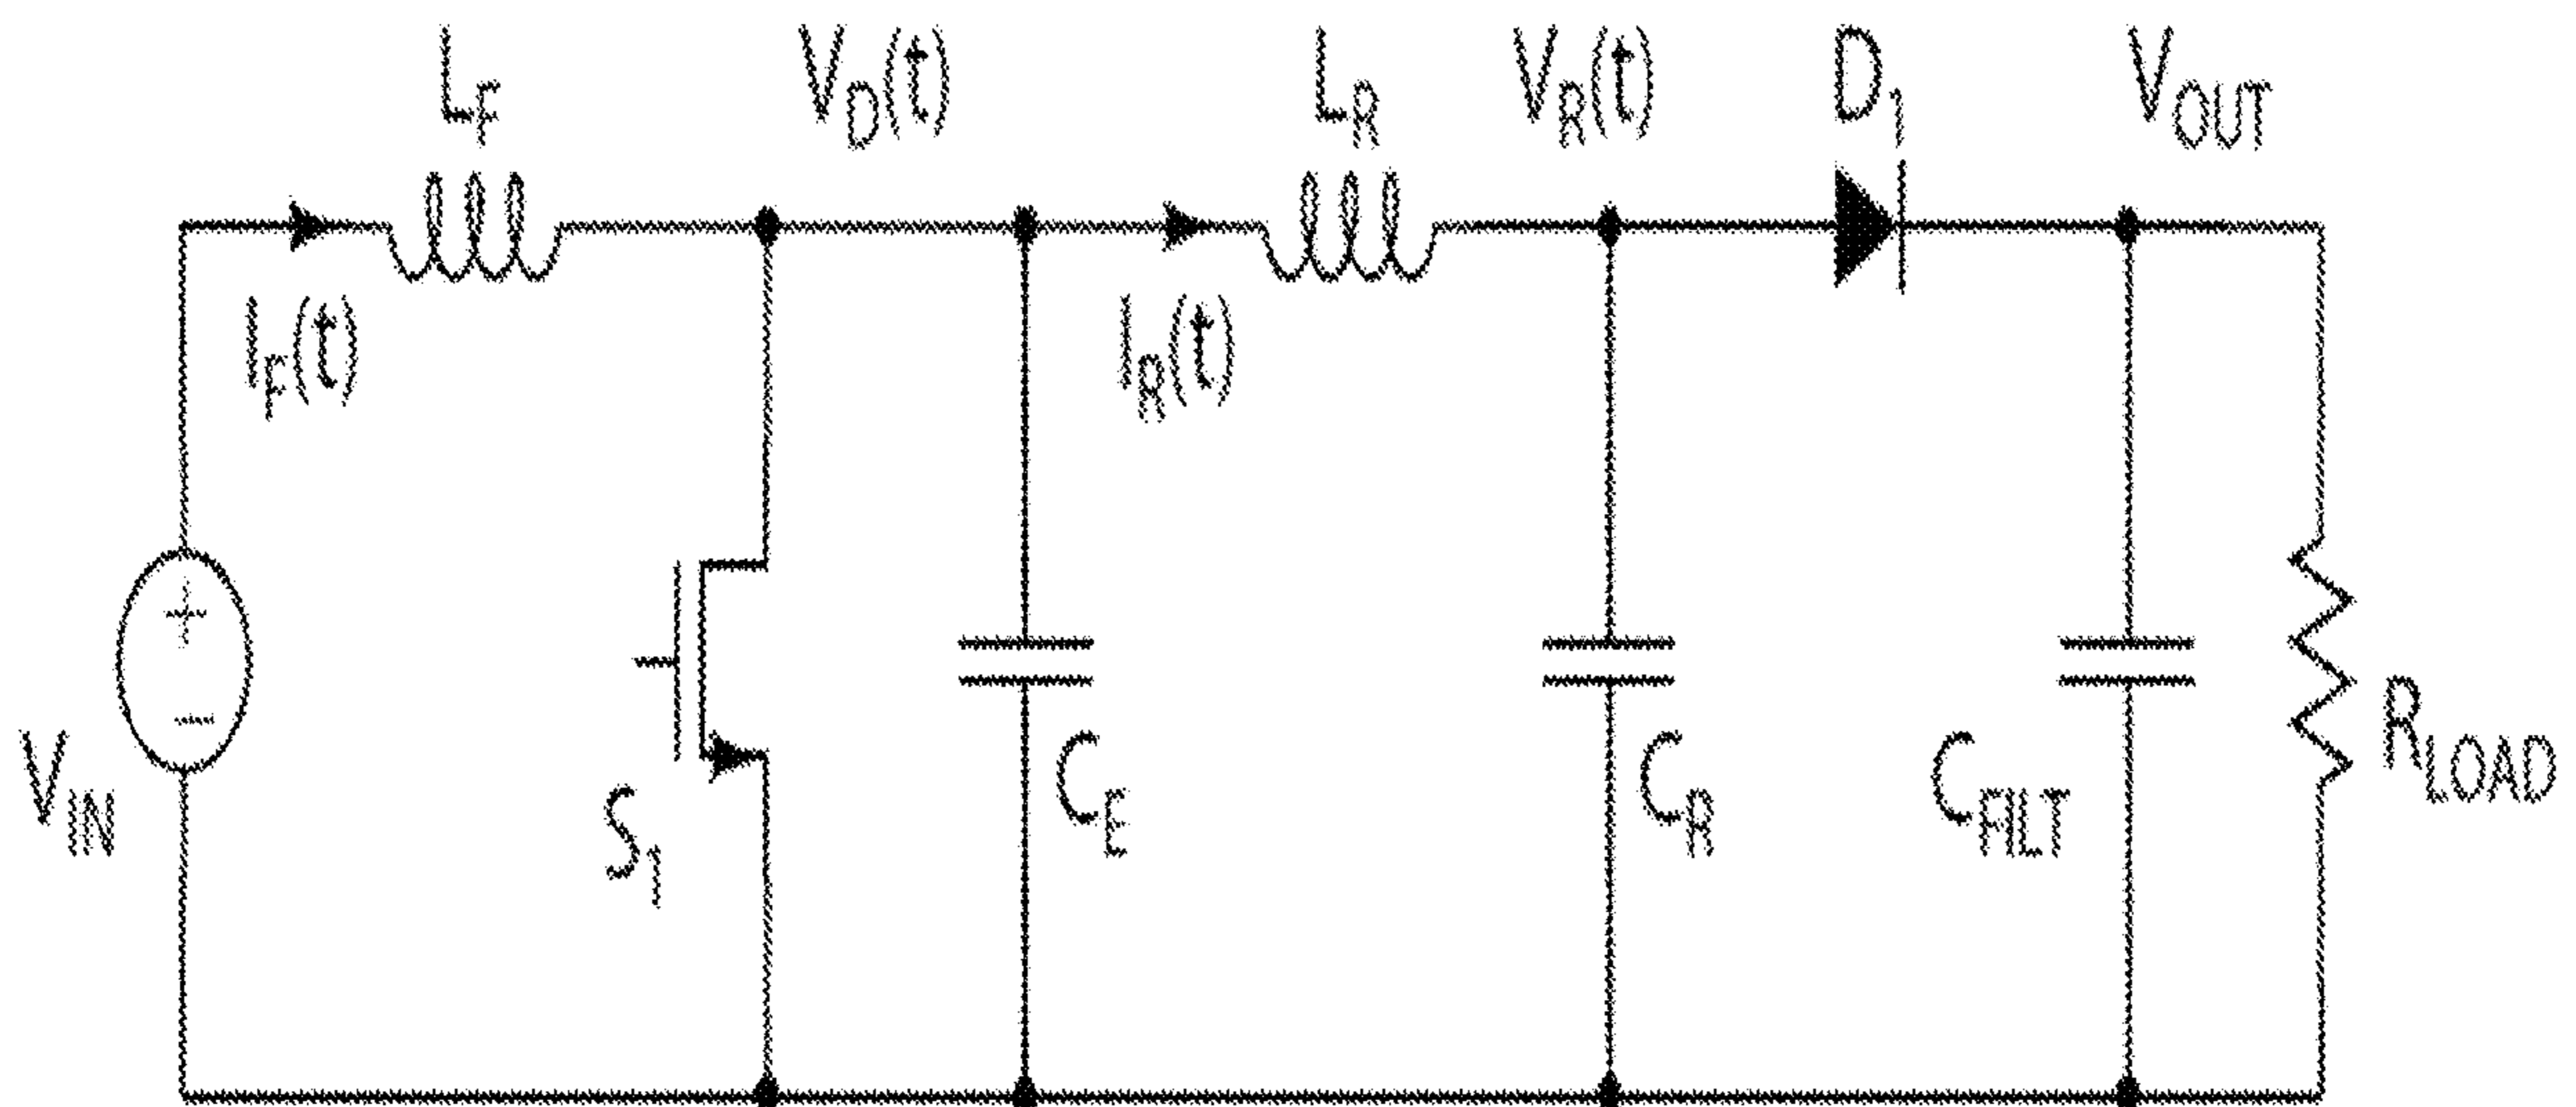 L_F V_D(t) L_R V_R(t) D_1 V_OUT
I_F(t) I_R(t)
+
−
V_IN S_1 C_E C_R C_FILT R_LOAD